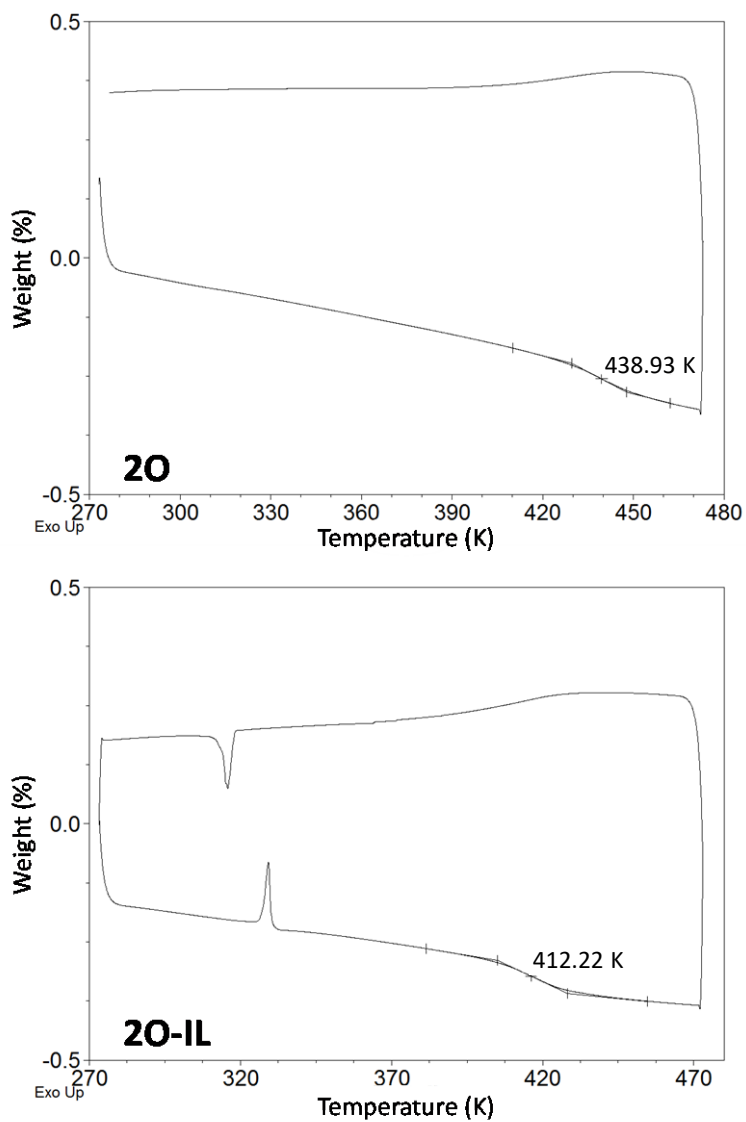 0.5
Weight (%)
0.0
438.93 K
2O
-0.5
270 300 330 360 390 420 450 480
Exo Up
Temperature (K)
0.5
Weight (%)
0.0
412.22 K
2O-IL
-0.5
270 320 370 420 470
Exo Up
Temperature (K)